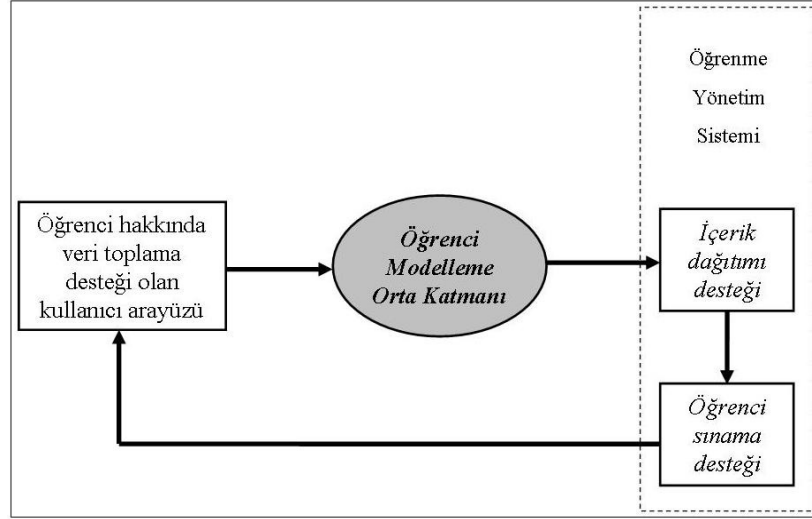 Öğrenme
Yönetim
Sistemi
Öğrenci hakkında
veri toplama
desteği olan
kullanıcı arayüzü
Öğrenci
Modelleme
Orta Katmanı
İçerik
dağıtımı
desteği
Öğrenci
sınama
desteği